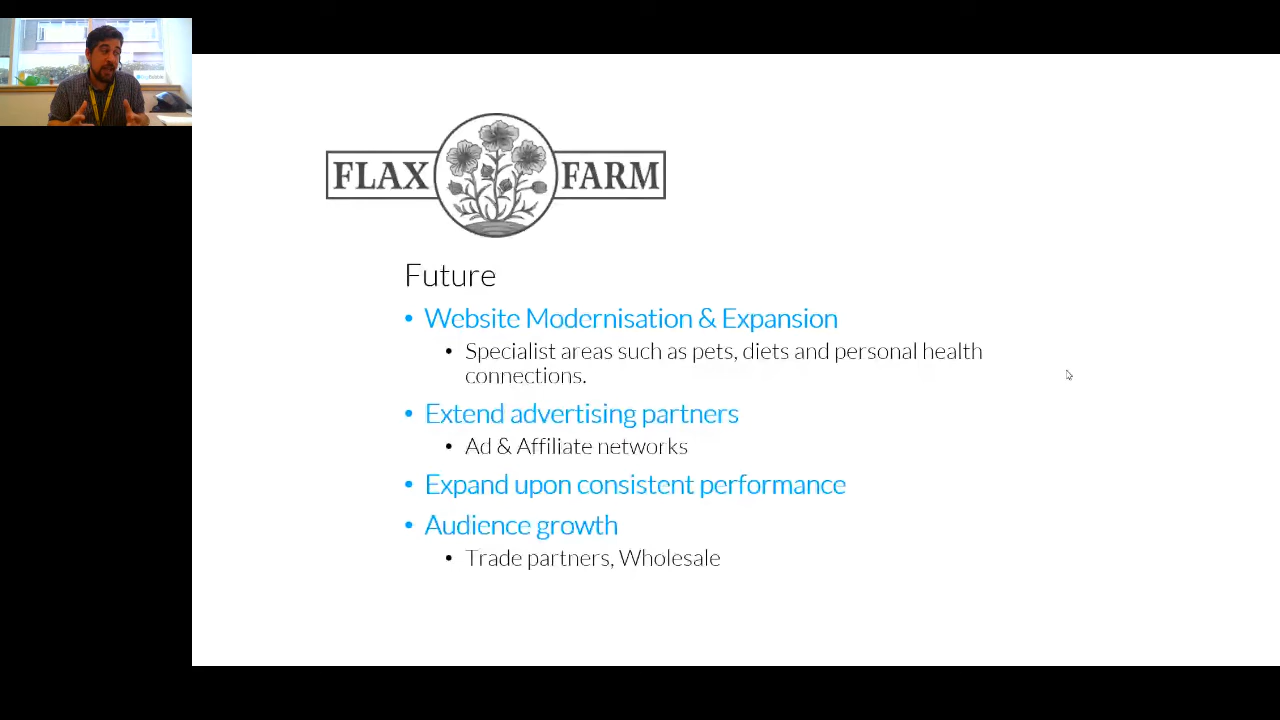 FLAX FARM
Future
• Website Modernisation & Expansion
• Specialist areas such as pets, diets and personal health
connections.
• Extend advertising partners
• Ad & Affiliate networks
• Expand upon consistent performance
• Audience growth
• Trade partners, Wholesale